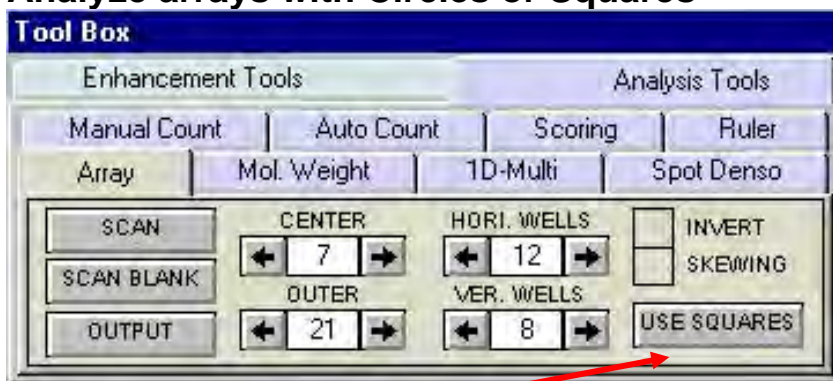 Analyze arrays with Circles or Squares
Tool Box
Enhancement Tools Analysis Tools
Manual Count Auto Count Scoring Ruler
Array Mol. Weight 1D-Multi Spot Denso
SCAN CENTER HORI. WELLS INVERT
7 12
SCAN BLANK SKEWING
OUTER VER. WELLS
OUTPUT 21 8 USE SQUARES